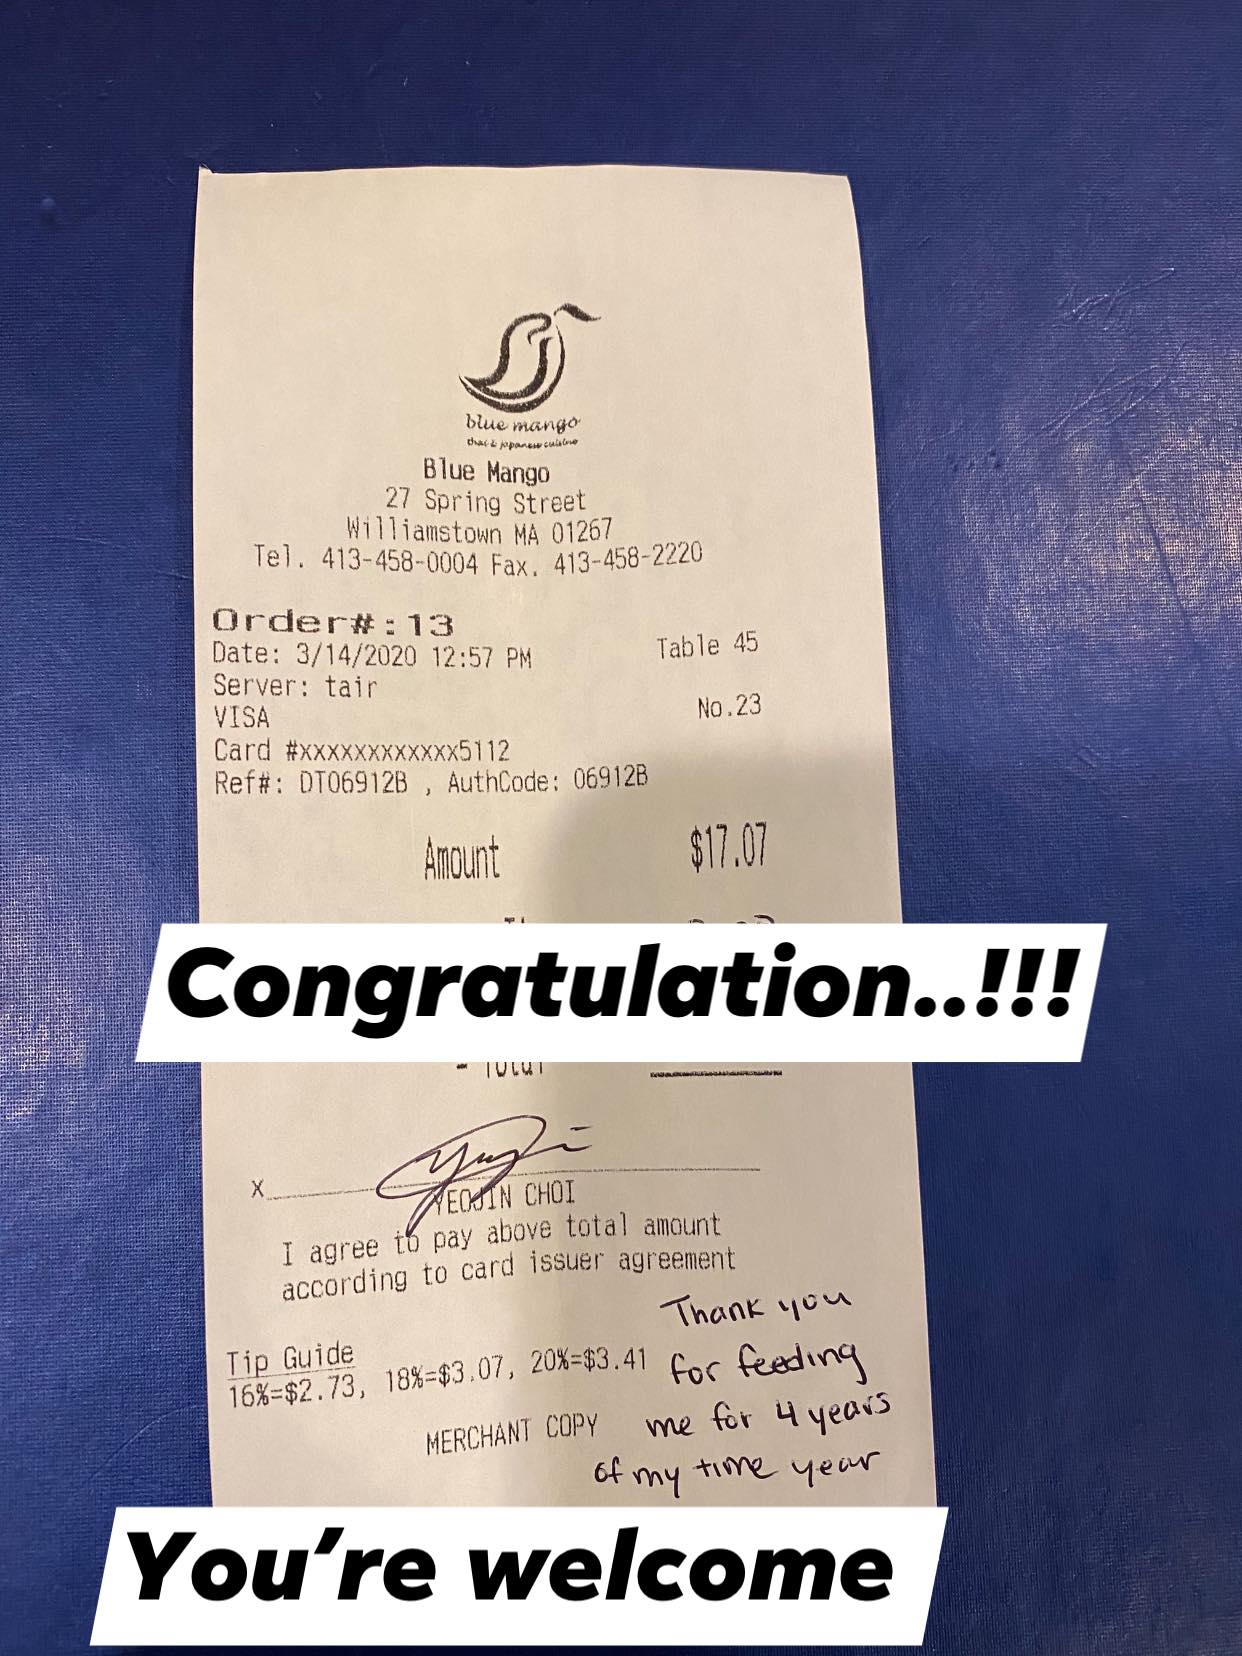 blue mango
thai & japanese cuisine
Blue Mango
27 Spring Street
Williamstown MA 01267
Tel. 413-458-0004 Fax. 413-458-2220
Order#:13
Date: 3/14/2020 12:57 PM Table 45
Server: tair
VISA No.23
Card #xxxxxxxxxxxx5112
Ref#: DT06912B , AuthCode: 06912B
Amount $17.07
Congratulation..!!!
- Total
X
YEOJIN CHOI
I agree to pay above total amount
according to card issuer agreement
Thank you
for feeding
me for 4 years
of my time year
Tip Guide
16%=$2.73, 18%=$3.07, 20%=$3.41
MERCHANT COPY
You're welcome